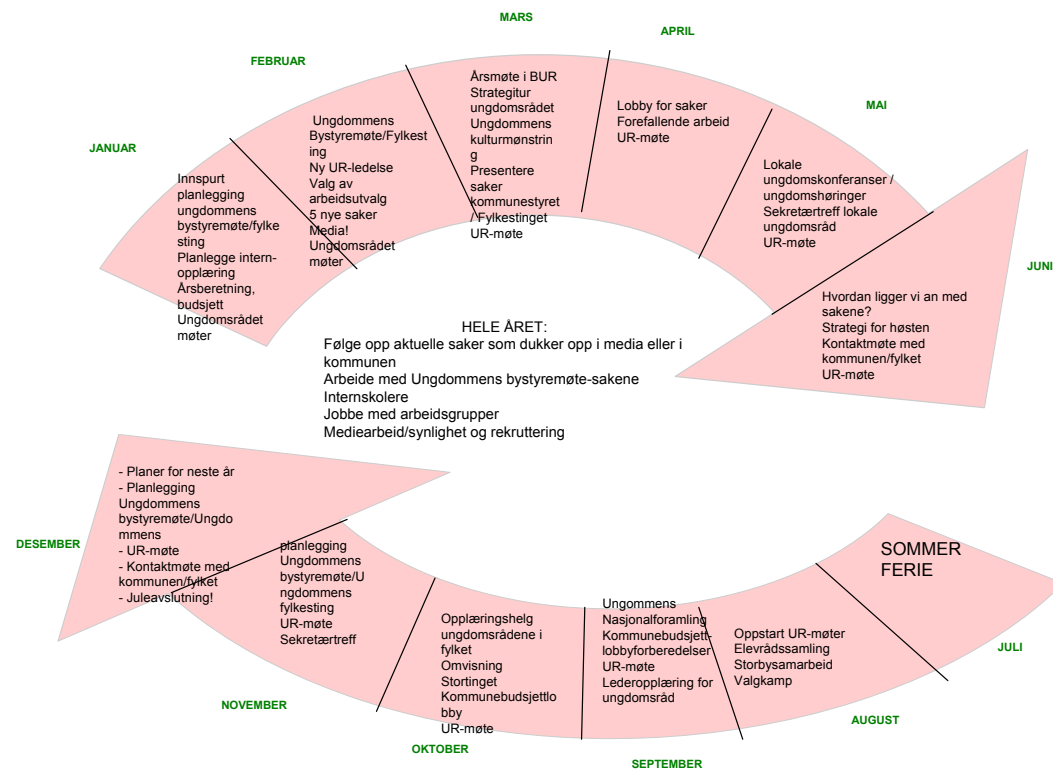 JANUAR
Innspurt
planlegging
ungdommens
bystyremøte/fylke
sting
Planlegge intern-
opplæring
Årsberetning,
budsjett
Ungdomsrådet
møter
FEBRUAR
Ungdommens
Bystyremøte/Fylkest
ing
Ny UR-ledelse
Valg av
arbeidsutvalg
5 nye saker
Media!
Ungdomsrådet
møter
MARS
Årsmøte i BUR
Strategitur
ungdomsrådet
Ungdommens
kulturmønstrin
g
Presentere
saker
kommunestyret
/ Fylkestinget
UR-møte
APRIL
Lobby for saker
Forefallende arbeid
UR-møte
MAI
Lokale
ungdomskonferanser /
ungdomshøringer
Sekretærtreff lokale
ungdomsråd
UR-møte
JUNI
Hvordan ligger vi an med
sakene?
Strategi for høsten
Kontaktmøte med
kommunen/fylket
UR-møte
HELE ÅRET:
Følge opp aktuelle saker som dukker opp i media eller i
kommunen
Arbeide med Ungdommens bystyremøte-sakene
Internskolere
Jobbe med arbeidsgrupper
Mediearbeid/synlighet og rekruttering
SOMMER
FERIE
JULI
Oppstart UR-møter
Elevrådssamling
Storbysamarbeid
Valgkamp
AUGUST
Ungommens
Nasjonalforamling
Kommunebudsjett-
lobbyforberedelser
UR-møte
Lederopplæring for
ungdomsråd
SEPTEMBER
Opplæringshelg
ungdomsrådene i
fylket
Omvisning
Stortinget
Kommunebudsjettlo
bby
UR-møte
OKTOBER
planlegging
Ungdommens
bystyremøte/U
ngdommens
fylkesting
UR-møte
Sekretærtreff
NOVEMBER
- Planer for neste år
- Planlegging
Ungdommens
bystyremøte/Ungdo
mmens
- UR-møte
- Kontaktmøte med
kommunen/fylket
- Juleavslutning!
DESEMBER